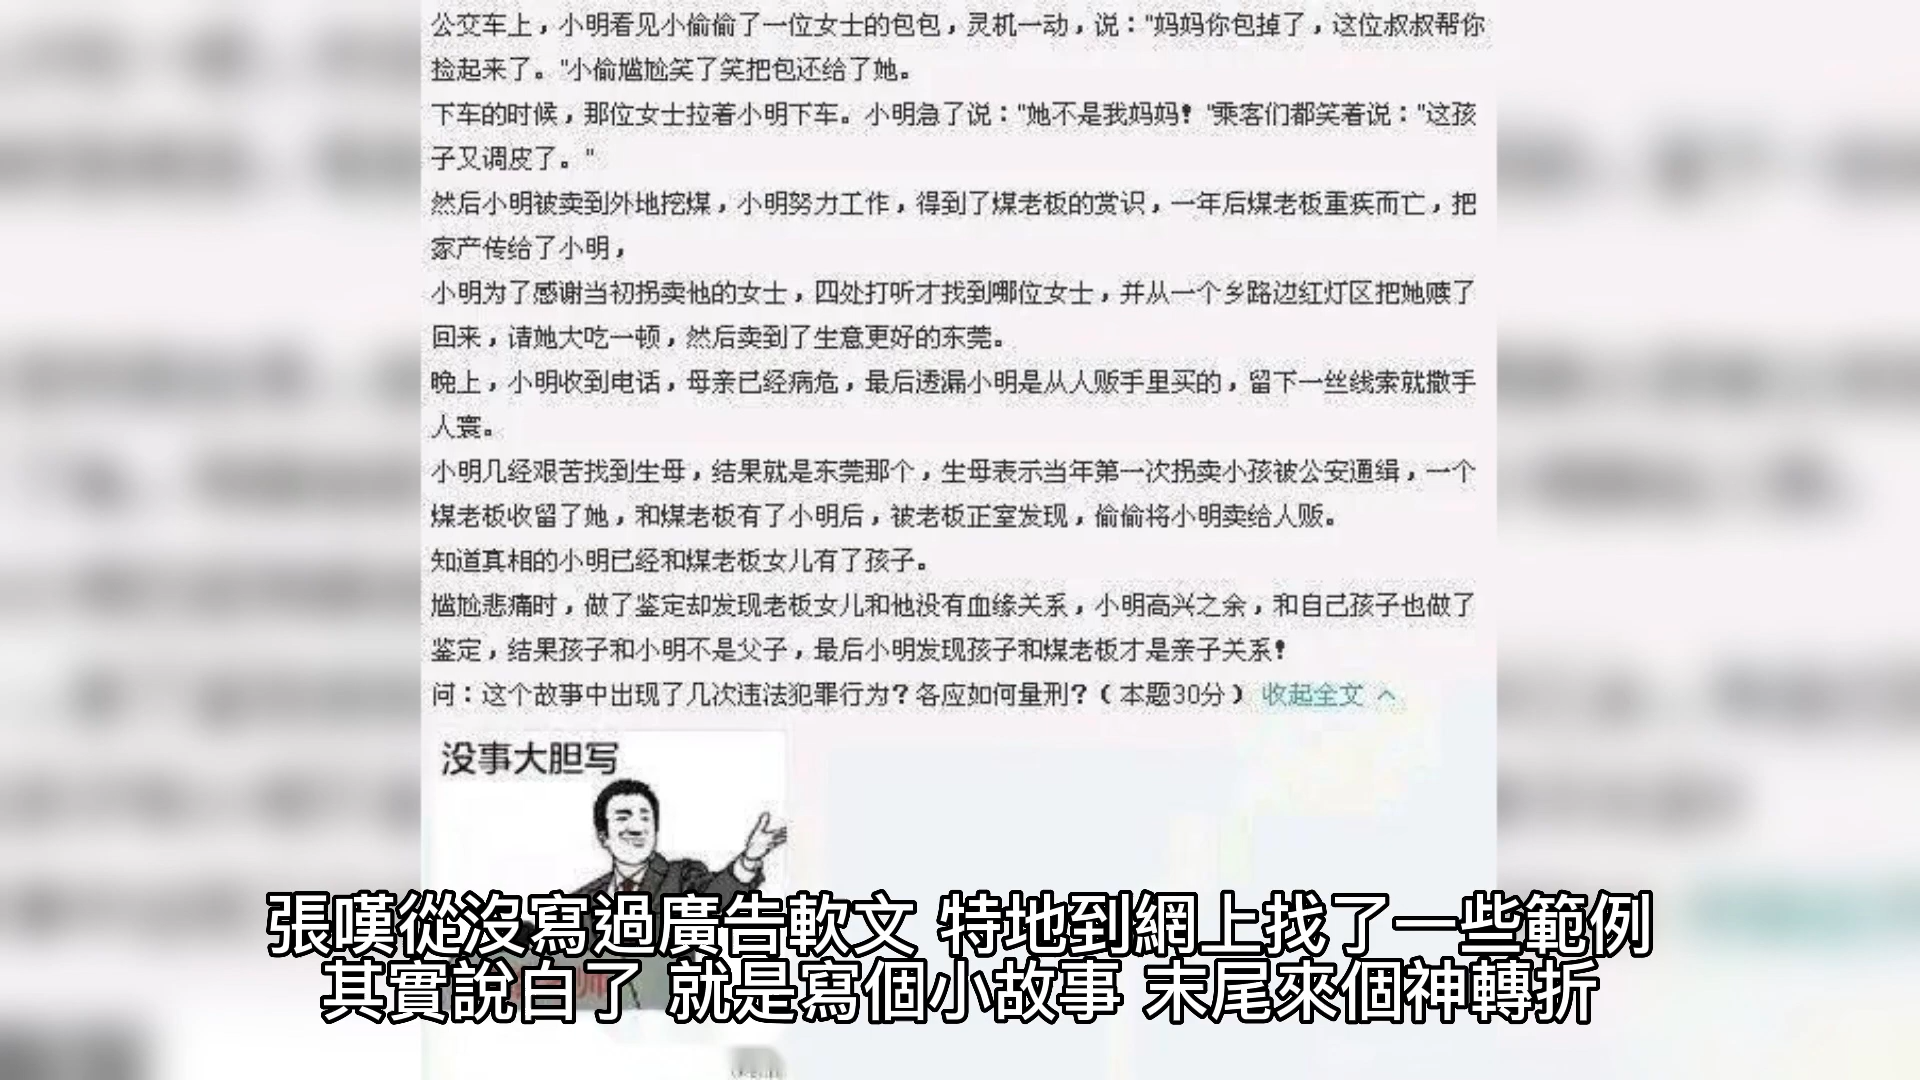 公交车上，小明看见小偷偷了一位女士的包包，灵机一动，说："妈妈你包掉了，这位叔叔帮你
捡起来了。"小偷尴尬笑了笑把包还给了她。
下车的时候，那位女士拉着小明下车。小明急了说："她不是我妈妈！"乘客们都笑着说："这孩
子又调皮了。"
然后小明被卖到外地挖煤，小明努力工作，得到了煤老板的赏识，一年后煤老板重疾而亡，把
家产传给了小明，
小明为了感谢当初拐卖他的女士，四处打听才找到哪位女士，并从一个乡路边红灯区把她赎了
回来，请她大吃一顿，然后卖到了生意更好的东莞。
晚上，小明收到电话，母亲已经病危，最后透漏小明是从人贩手里买的，留下一丝线索就撒手
人寰。
小明几经艰苦找到生母，结果就是东莞那个，生母表示当年第一次拐卖小孩被公安通缉，一个
煤老板收留了她，和煤老板有了小明后，被老板正室发现，偷偷将小明卖给人贩。
知道真相的小明已经和煤老板女儿有了孩子。
尴尬悲痛时，做了鉴定却发现老板女儿和他没有血缘关系，小明高兴之余，和自己孩子也做了
鉴定，结果孩子和小明不是父子，最后小明发现孩子和煤老板才是亲子关系！
问：这个故事中出现了几次违法犯罪行为？各应如何量刑？（本题30分） 收起全文 ^
没事大胆写
張嘆從沒寫過廣告軟文 特地到網上找了一些範例
其實說白了 就是寫個小故事 末尾來個神轉折